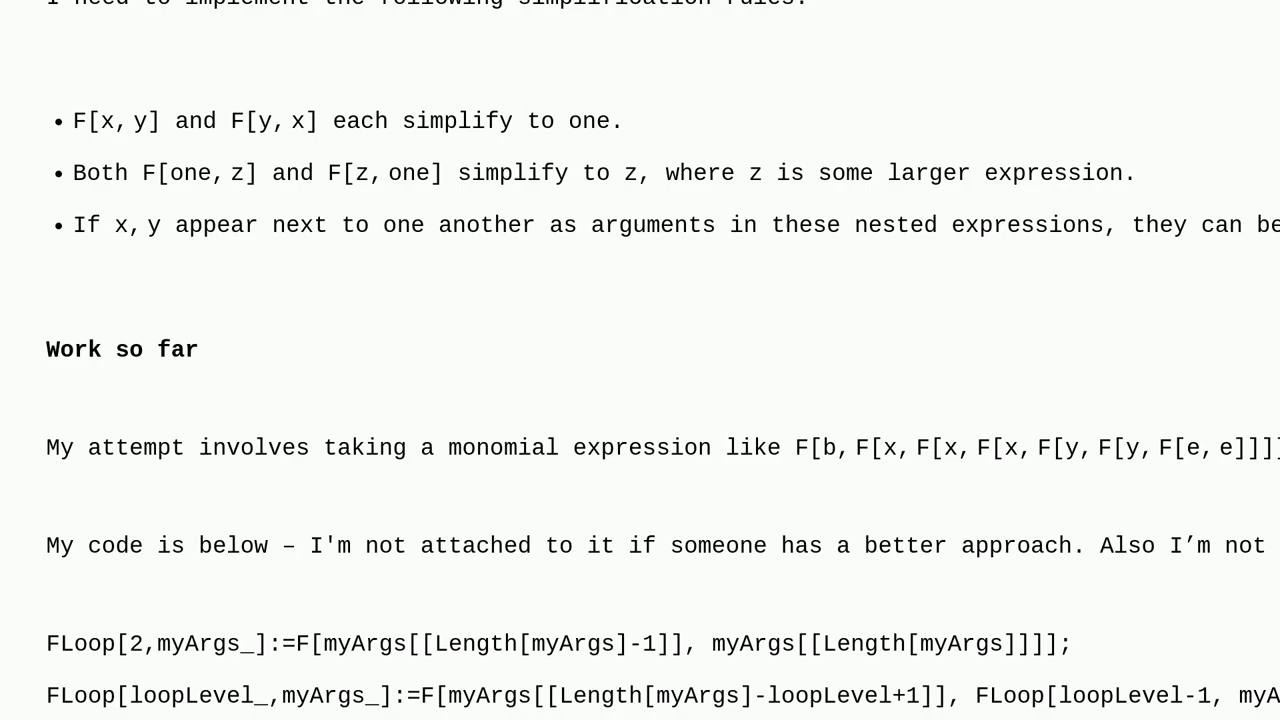 I need to implement the following simplification rules:
• F[x, y] and F[y, x] each simplify to one.
• Both F[one, z] and F[z, one] simplify to z, where z is some larger expression.
• If x, y appear next to one another as arguments in these nested expressions, they can be
Work so far
My attempt involves taking a monomial expression like F[b, F[x, F[x, F[x, F[y, F[y, F[e, e]]]]
My code is below – I'm not attached to it if someone has a better approach. Also I’m not
FLoop[2,myArgs_]:=F[myArgs[[Length[myArgs]-1]], myArgs[[Length[myArgs]]]];
FLoop[loopLevel_,myArgs_]:=F[myArgs[[Length[myArgs]-loopLevel+1]], FLoop[loopLevel-1, myA